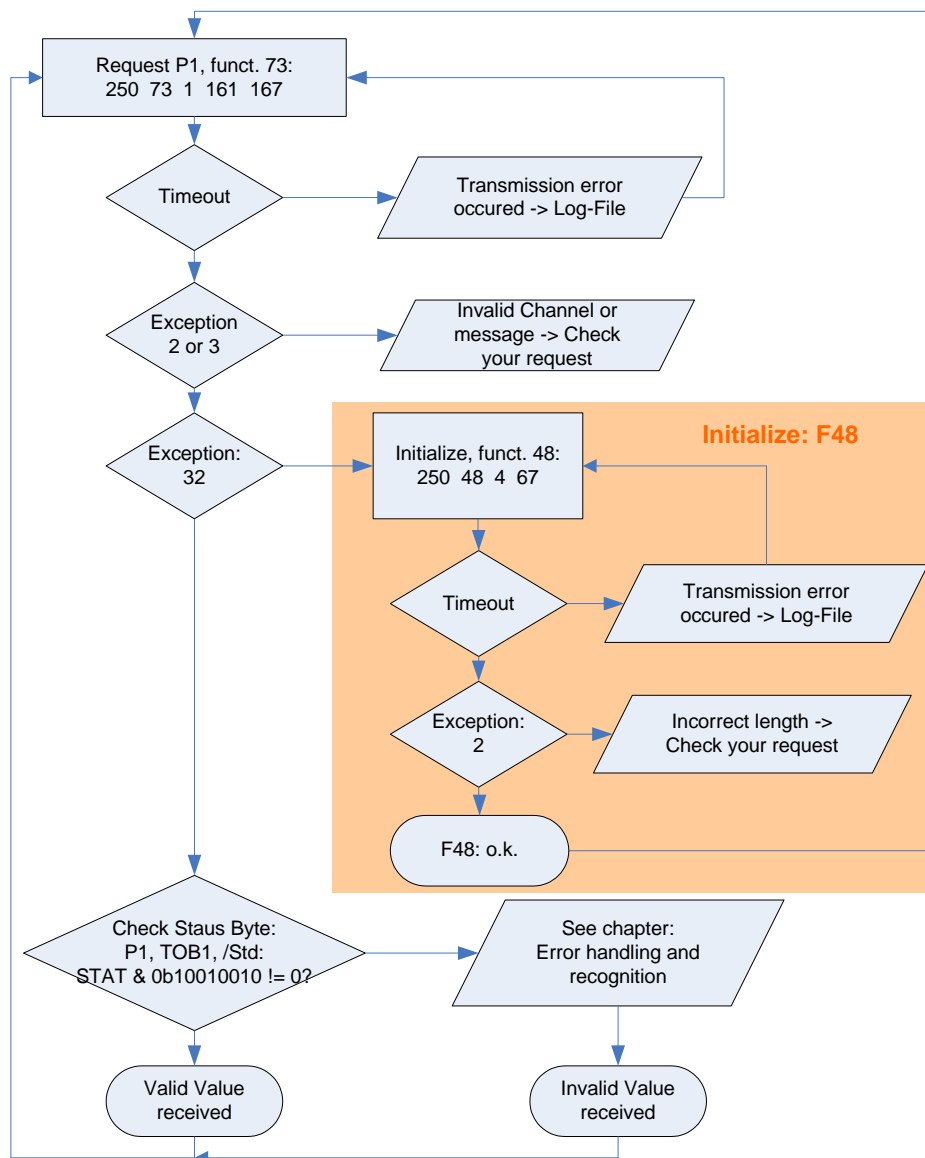 Request P1, funct. 73:
250 73 1 161 167
Timeout
Transmission error
occured -> Log-File
Exception
2 or 3
Invalid Channel or
message -> Check
your request
Exception:
32
Initialize: F48
Initialize, funct. 48:
250 48 4 67
Timeout
Transmission error
occured -> Log-File
Exception:
2
Incorrect length ->
Check your request
F48: o.k.
Check Staus Byte:
P1, TOB1, /Std:
STAT & 0b10010010 != 0?
See chapter:
Error handling and
recognition
Valid Value
received
Invalid Value
received